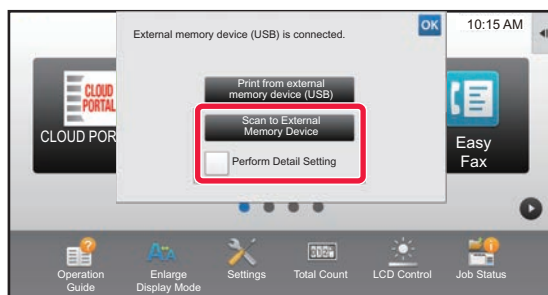 External memory device (USB) is connected.
OK
10:15 AM
Print from external
memory device (USB)
Scan to External
Memory Device
Perform Detail Setting
CLOUD
PORTAL
CLOUD POR
Easy
Fax
Operation
Guide
Enlarge
Display Mode
Settings
Total Count
LCD Control
Job Status